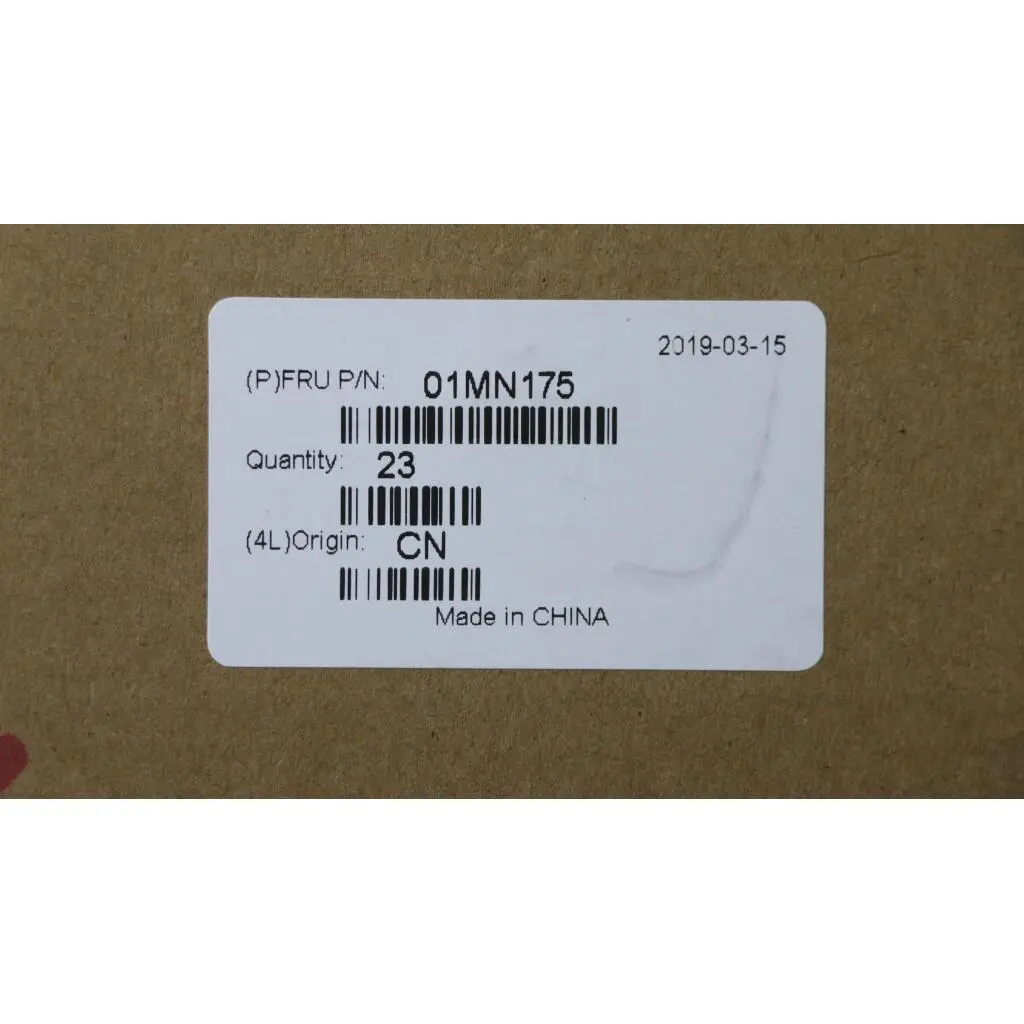 2019-03-15
(P)FRU P/N: 01MN175
Quantity: 23
(4L)Origin: CN
Made in CHINA